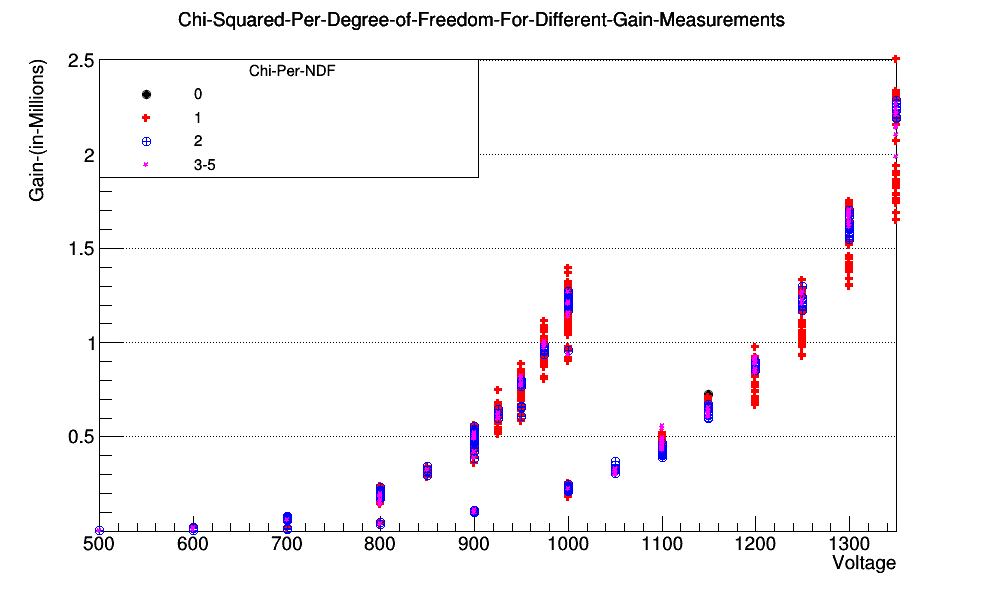 Chi-Squared-Per-Degree-of-Freedom-For-Different-Gain-Measurements
Gain-(in-Millions)
Chi-Per-NDF
0
1
2
3-5
2.5
2
1.5
1
0.5
500 600 700 800 900 1000 1100 1200 1300
Voltage